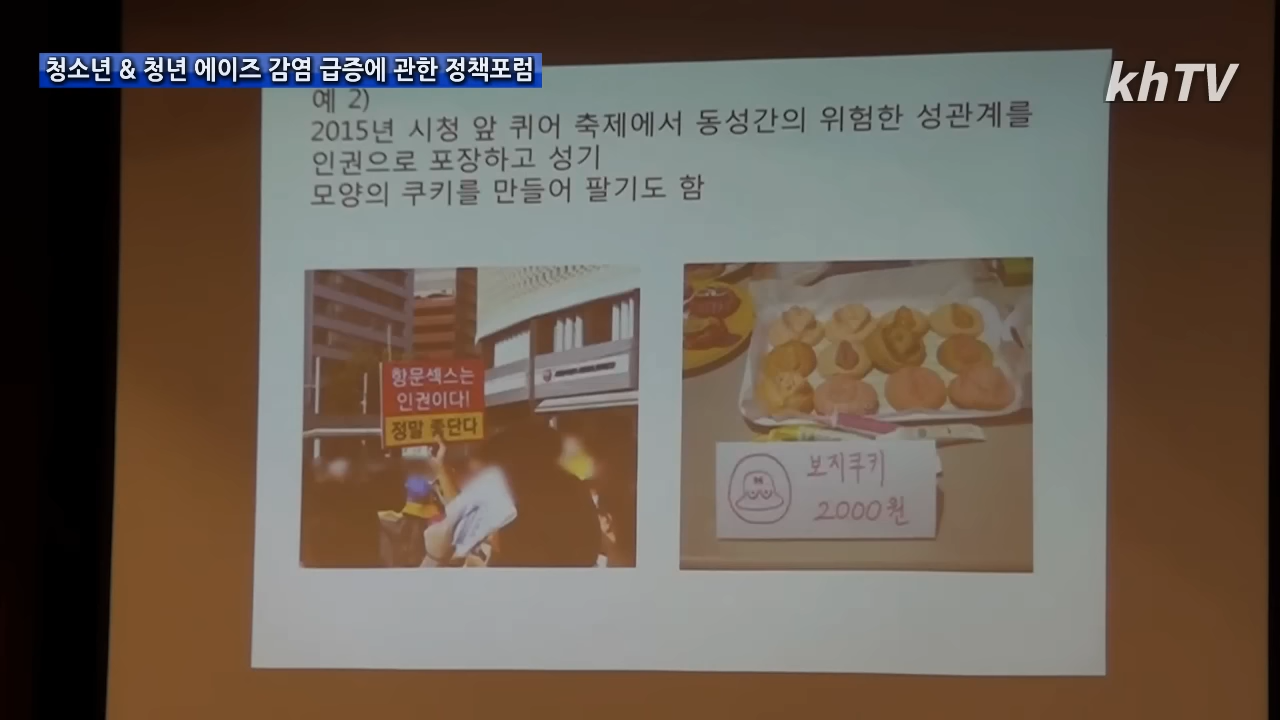 청소년 & 청년 에이즈 감염 급증에 관한 정책포럼
khTV
예 2)
2015년 시청 앞 퀴어 축제에서 동성간의 위험한 성관계를
인권으로 포장하고 성기
모양의 쿠키를 만들어 팔기도 함
항문섹스는
인권이다!
정말 좋단다
보지쿠키
2000원